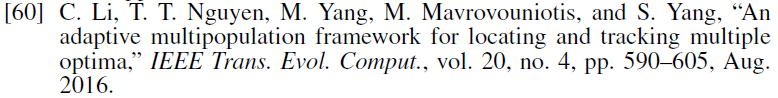 [60] C. Li, T. T. Nguyen, M. Yang, M. Mavrovouniotis, and S. Yang, “An
adaptive multipopulation framework for locating and tracking multiple
optima,” IEEE Trans. Evol. Comput., vol. 20, no. 4, pp. 590–605, Aug.
2016.